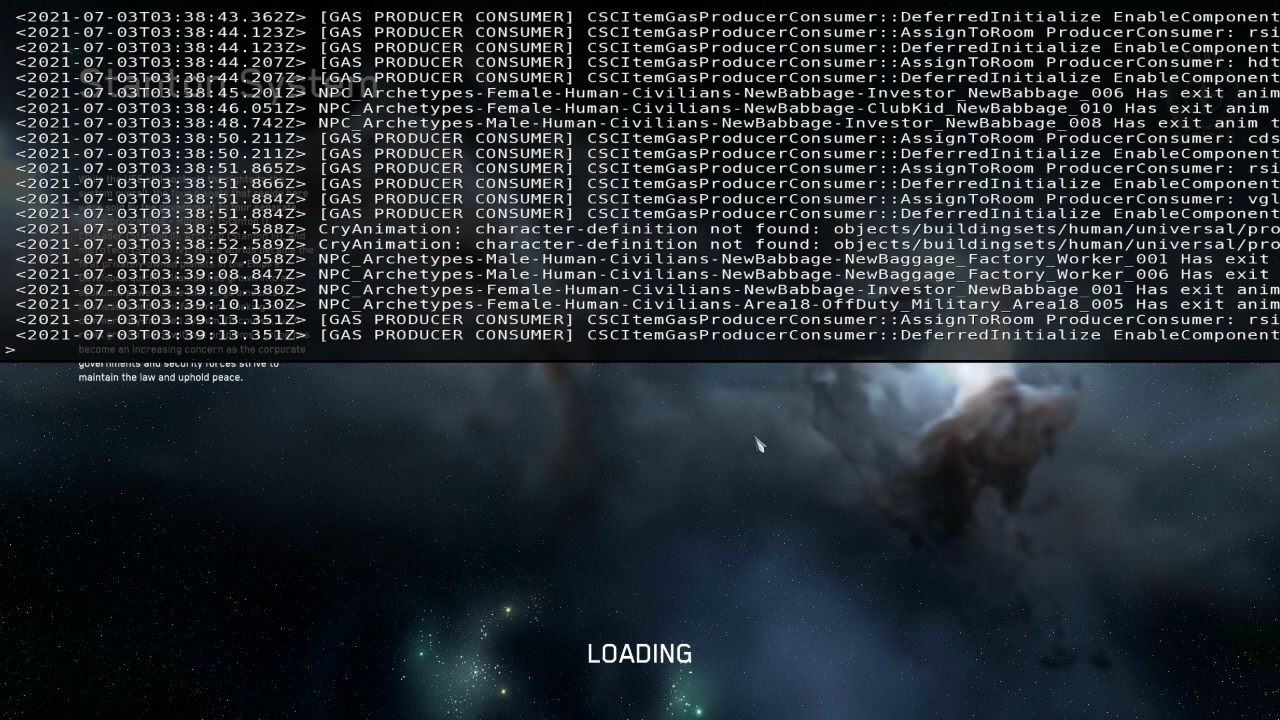 <2021-07-03T03:38:43.362Z> [GAS PRODUCER CONSUMER] CSCItemGasProducerConsumer::DeferredInitialize EnableComponent
<2021-07-03T03:38:44.123Z> [GAS PRODUCER CONSUMER] CSCItemGasProducerConsumer::AssignToRoom ProducerConsumer: rsi
<2021-07-03T03:38:44.123Z> [GAS PRODUCER CONSUMER] CSCItemGasProducerConsumer::DeferredInitialize EnableComponent
<2021-07-03T03:38:44.207Z> [GAS PRODUCER CONSUMER] CSCItemGasProducerConsumer::AssignToRoom ProducerConsumer: hdt
<2021-07-03T03:38:44.207Z> [GAS PRODUCER CONSUMER] CSCItemGasProducerConsumer::DeferredInitialize EnableComponent
Stanton System
<2021-07-03T03:38:45.546Z> NPC_Archetypes-Female-Human-Civilians-NewBabbage-Investor_NewBabbage_006 Has exit anim
<2021-07-03T03:38:46.051Z> NPC_Archetypes-Female-Human-Civilians-NewBabbage-ClubKid_NewBabbage_010 Has exit anim
<2021-07-03T03:38:48.742Z> NPC_Archetypes-Male-Human-Civilians-NewBabbage-Investor_NewBabbage_008 Has exit anim t
<2021-07-03T03:38:50.211Z> [GAS PRODUCER CONSUMER] CSCItemGasProducerConsumer::AssignToRoom ProducerConsumer: cds
<2021-07-03T03:38:50.211Z> [GAS PRODUCER CONSUMER] CSCItemGasProducerConsumer::DeferredInitialize EnableComponent
<2021-07-03T03:38:51.865Z> [GAS PRODUCER CONSUMER] CSCItemGasProducerConsumer::AssignToRoom ProducerConsumer: rsi
<2021-07-03T03:38:51.866Z> [GAS PRODUCER CONSUMER] CSCItemGasProducerConsumer::DeferredInitialize EnableComponent
<2021-07-03T03:38:51.884Z> [GAS PRODUCER CONSUMER] CSCItemGasProducerConsumer::AssignToRoom ProducerConsumer: vgl
<2021-07-03T03:38:51.884Z> [GAS PRODUCER CONSUMER] CSCItemGasProducerConsumer::DeferredInitialize EnableComponent
<2021-07-03T03:38:52.588Z> CryAnimation: character-definition not found: objects/buildingsets/human/universal/pro
<2021-07-03T03:38:52.589Z> CryAnimation: character-definition not found: objects/buildingsets/human/universal/pro
<2021-07-03T03:39:07.058Z> NPC_Archetypes-Male-Human-Civilians-NewBabbage-NewBaggage_Factory_Worker_001 Has exit
<2021-07-03T03:39:08.847Z> NPC_Archetypes-Male-Human-Civilians-NewBabbage-NewBaggage_Factory_Worker_006 Has exit
<2021-07-03T03:39:09.380Z> NPC_Archetypes-Female-Human-Civilians-NewBabbage-Investor_NewBabbage_001 Has exit anim
<2021-07-03T03:39:10.130Z> NPC_Archetypes-Female-Human-Civilians-Area18-OffDuty_Military_Area18_005 Has exit anim
<2021-07-03T03:39:13.351Z> [GAS PRODUCER CONSUMER] CSCItemGasProducerConsumer::AssignToRoom ProducerConsumer: rsi
<2021-07-03T03:39:13.351Z> [GAS PRODUCER CONSUMER] CSCItemGasProducerConsumer::DeferredInitialize EnableComponent
>
become an increasing concern as the corporate
governments and security forces strive to
maintain the law and uphold peace.
LOADING